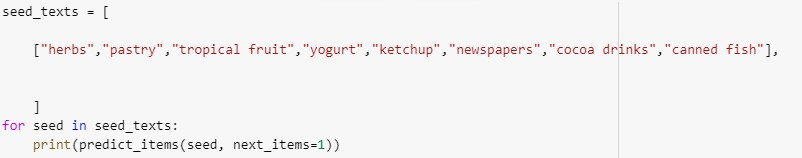 seed_texts = [
["herbs","pastry","tropical fruit","yogurt","ketchup","newspapers","cocoa drinks","canned fish"],
]
for seed in seed_texts:
print(predict_items(seed, next_items=1))